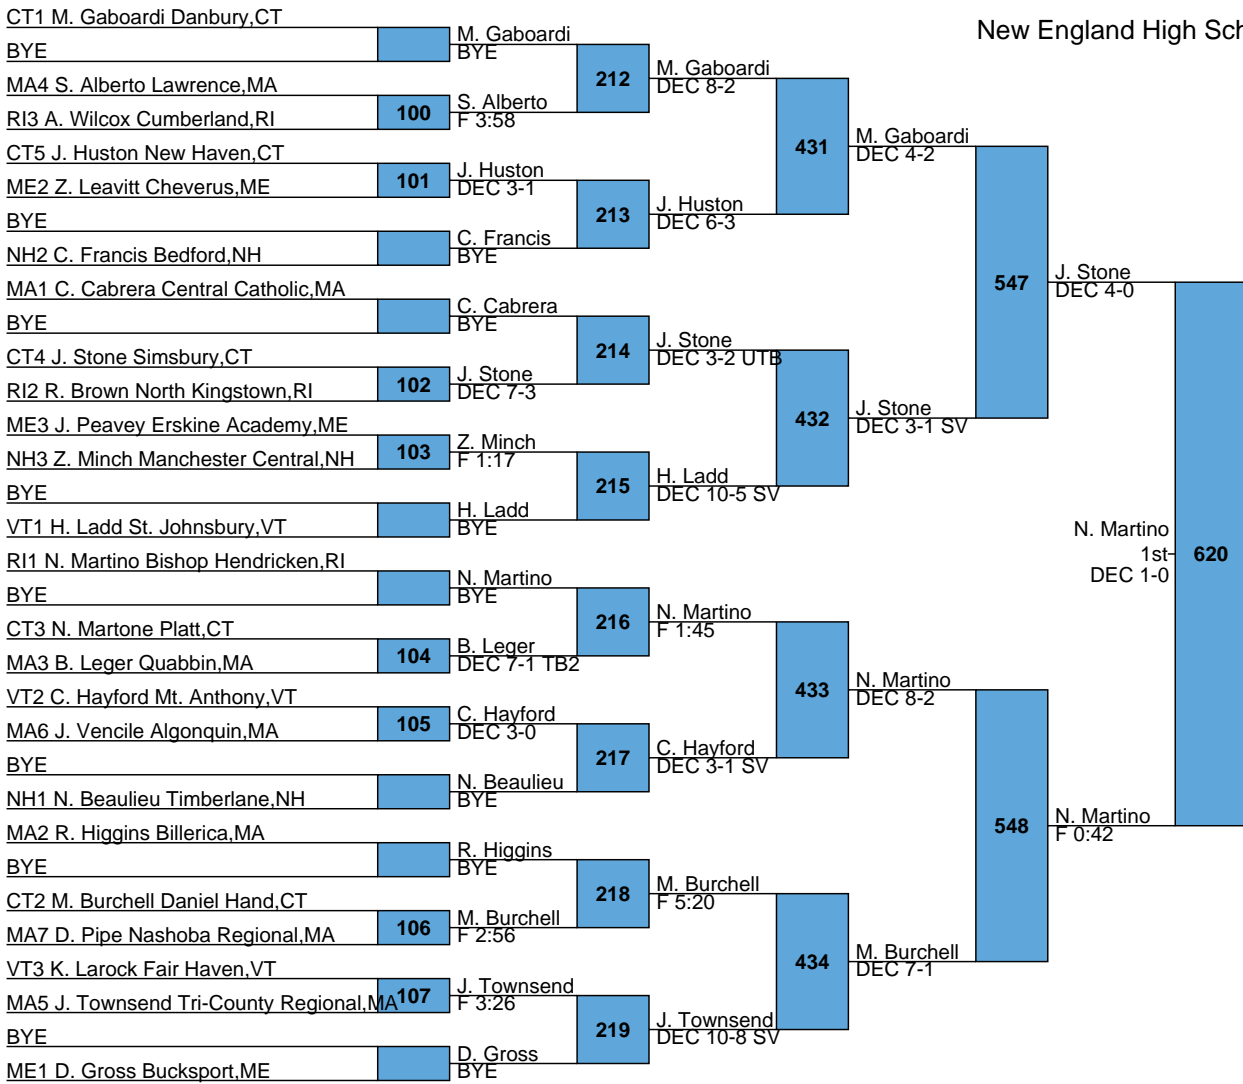 New England High Sch
CT1 M. Gaboardi Danbury,CT
BYE
M. Gaboardi
BYE
MA4 S. Alberto Lawrence,MA
RI3 A. Wilcox Cumberland,RI
100
S. Alberto
F 3:58
212
M. Gaboardi
DEC 8-2
CT5 J. Huston New Haven,CT
ME2 Z. Leavitt Cheverus,ME
101
J. Huston
DEC 3-1
BYE
NH2 C. Francis Bedford,NH
C. Francis
BYE
213
J. Huston
DEC 6-3
431
M. Gaboardi
DEC 4-2
MA1 C. Cabrera Central Catholic,MA
BYE
C. Cabrera
BYE
CT4 J. Stone Simsbury,CT
RI2 R. Brown North Kingstown,RI
102
J. Stone
DEC 7-3
214
J. Stone
DEC 3-2 UTB
ME3 J. Peavey Erskine Academy,ME
NH3 Z. Minch Manchester Central,NH
103
Z. Minch
F 1:17
BYE
VT1 H. Ladd St. Johnsbury,VT
H. Ladd
BYE
215
H. Ladd
DEC 10-5 SV
432
J. Stone
DEC 3-1 SV
547
J. Stone
DEC 4-0
RI1 N. Martino Bishop Hendricken,RI
BYE
N. Martino
BYE
CT3 N. Martone Platt,CT
MA3 B. Leger Quabbin,MA
104
B. Leger
DEC 7-1 TB2
216
N. Martino
F 1:45
VT2 C. Hayford Mt. Anthony,VT
MA6 J. Vencile Algonquin,MA
105
C. Hayford
DEC 3-0
BYE
NH1 N. Beaulieu Timberlane,NH
N. Beaulieu
BYE
217
C. Hayford
DEC 3-1 SV
433
N. Martino
DEC 8-2
MA2 R. Higgins Billerica,MA
BYE
R. Higgins
BYE
CT2 M. Burchell Daniel Hand,CT
MA7 D. Pipe Nashoba Regional,MA
106
M. Burchell
F 2:56
218
M. Burchell
F 5:20
VT3 K. Larock Fair Haven,VT
MA5 J. Townsend Tri-County Regional,MA
107
J. Townsend
F 3:26
BYE
ME1 D. Gross Bucksport,ME
D. Gross
BYE
219
J. Townsend
DEC 10-8 SV
434
M. Burchell
DEC 7-1
548
N. Martino
F 0:42
N. Martino
1st
DEC 1-0
620